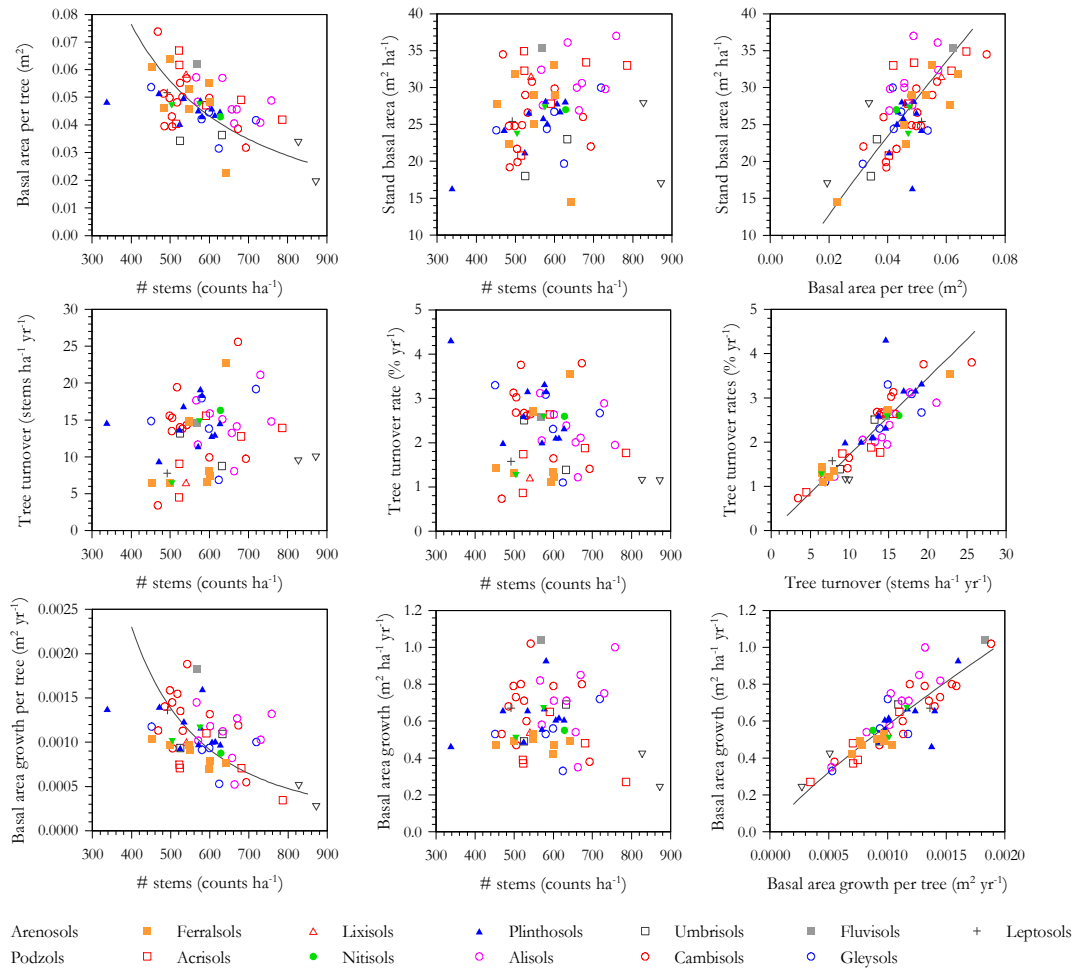 Basal area per tree (m²)
0.08
0.07
0.06
0.05
0.04
0.03
0.02
0.01
0.00
300 400 500 600 700 800 900
# stems (counts ha⁻¹)
Stand basal area (m² ha⁻¹)
40
35
30
25
20
15
10
300 400 500 600 700 800 900
# stems (counts ha⁻¹)
Stand basal area (m² ha⁻¹)
40
35
30
25
20
15
10
0.00 0.02 0.04 0.06 0.08
Basal area per tree (m²)
Tree turnover (stems ha⁻¹ yr⁻¹)
30
25
20
15
10
5
0
300 400 500 600 700 800 900
# stems (counts ha⁻¹)
Tree turnover rate (% yr⁻¹)
5
4
3
2
1
0
300 400 500 600 700 800 900
# stems (counts ha⁻¹)
Tree turnover rates (% yr⁻¹)
5
4
3
2
1
0
0 10 20 30
Tree turnover (stems ha⁻¹ yr⁻¹)
Basal area growth per tree (m² yr⁻¹)
0.0025
0.0020
0.0015
0.0010
0.0005
0.0000
300 400 500 600 700 800 900
# stems (counts ha⁻¹)
Basal area growth (m² ha⁻¹ yr⁻¹)
1.2
1.0
0.8
0.6
0.4
0.2
0.0
300 400 500 600 700 800 900
# stems (counts ha⁻¹)
Basal area growth (m² ha⁻¹ yr⁻¹)
1.2
1.0
0.8
0.6
0.4
0.2
0.0
0.0000 0.0005 0.0010 0.0015 0.0020
Basal area growth per tree (m² yr⁻¹)
Arenosols Ferralsols Lixisols Plinthosols Umbrisols Fluvisols Leptosols
Podzols Acrisols Nitisols Alisols Cambisols Gleysols